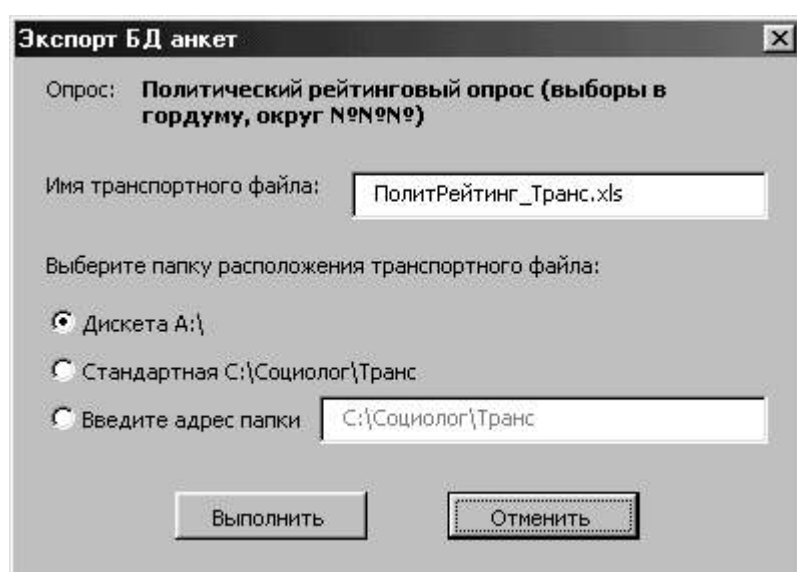 Экспорт БД анкет
Опрос: Политический рейтинговый опрос (выборы в
гордуму, округ №№№)
Имя транспортного файла: ПолитРейтинг_Транс.xls
Выберите папку расположения транспортного файла:
Дискета A:\
Стандартная C:\Социолог\Транс
Введите адрес папки C:\Социолог\Транс
Выполнить Отменить